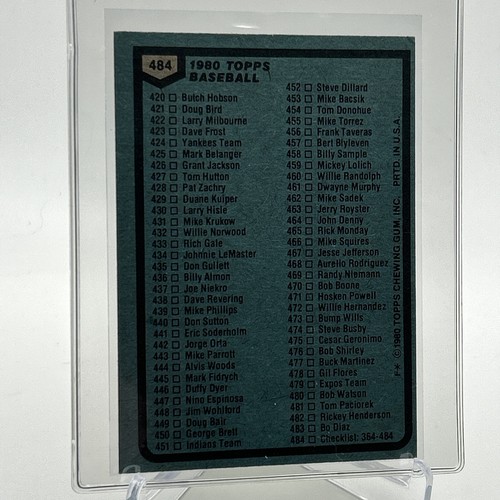 484
1980 TOPPS
BASEBALL
420 Butch Hobson
421 Doug Bird
422 Larry Milbourne
423 Dave Frost
424 Yankees Team
425 Mark Belanger
426 Grant Jackson
427 Tom Hutton
428 Pat Zachry
429 Duane Kuiper
430 Larry Hisle
431 Mike Krukow
432 Willie Norwood
433 Rich Gale
434 Johnnie LeMaster
435 Don Gullett
436 Billy Almon
437 Joe Niekro
438 Dave Revering
439 Mike Phillips
440 Don Sutton
441 Eric Soderholm
442 Jorge Orta
443 Mike Parrott
444 Alvis Woods
445 Mark Fidrych
446 Duffy Dyer
447 Nino Espinosa
448 Jim Wohlford
449 Doug Bair
450 George Brett
451 Indians Team
452 Steve Dillard
453 Mike Bacsik
454 Tom Donohue
455 Mike Torrez
456 Frank Taveras
457 Bert Blyleven
458 Billy Sample
459 Mickey Lolich
460 Willie Randolph
461 Dwayne Murphy
462 Mike Sadek
463 Jerry Royster
464 John Denny
465 Rick Monday
466 Mike Squires
467 Jesse Jefferson
468 Aurelio Rodriguez
469 Randy Niemann
470 Bob Boone
471 Hosken Powell
472 Willie Hernandez
473 Bump Wills
474 Steve Busby
475 Cesar Geronimo
476 Bob Shirley
477 Buck Martinez
478 Gil Flores
479 Expos Team
480 Bob Watson
481 Tom Paciorek
482 Rickey Henderson
483 Bo Diaz
484 Checklist: 364-484
F* © 1980 TOPPS CHEWING GUM, INC. PRTD. IN U.S.A.